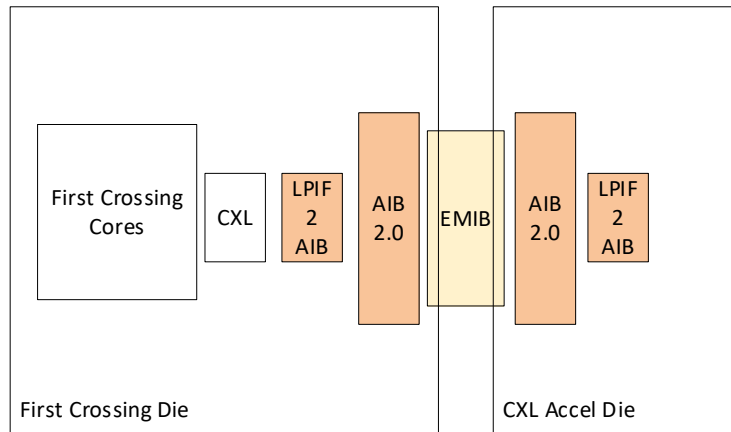 First Crossing
Cores
CXL
LPIF
2
AIB
AIB
2.0
EMIB
AIB
2.0
LPIF
2
AIB
First Crossing Die
CXL Accel Die